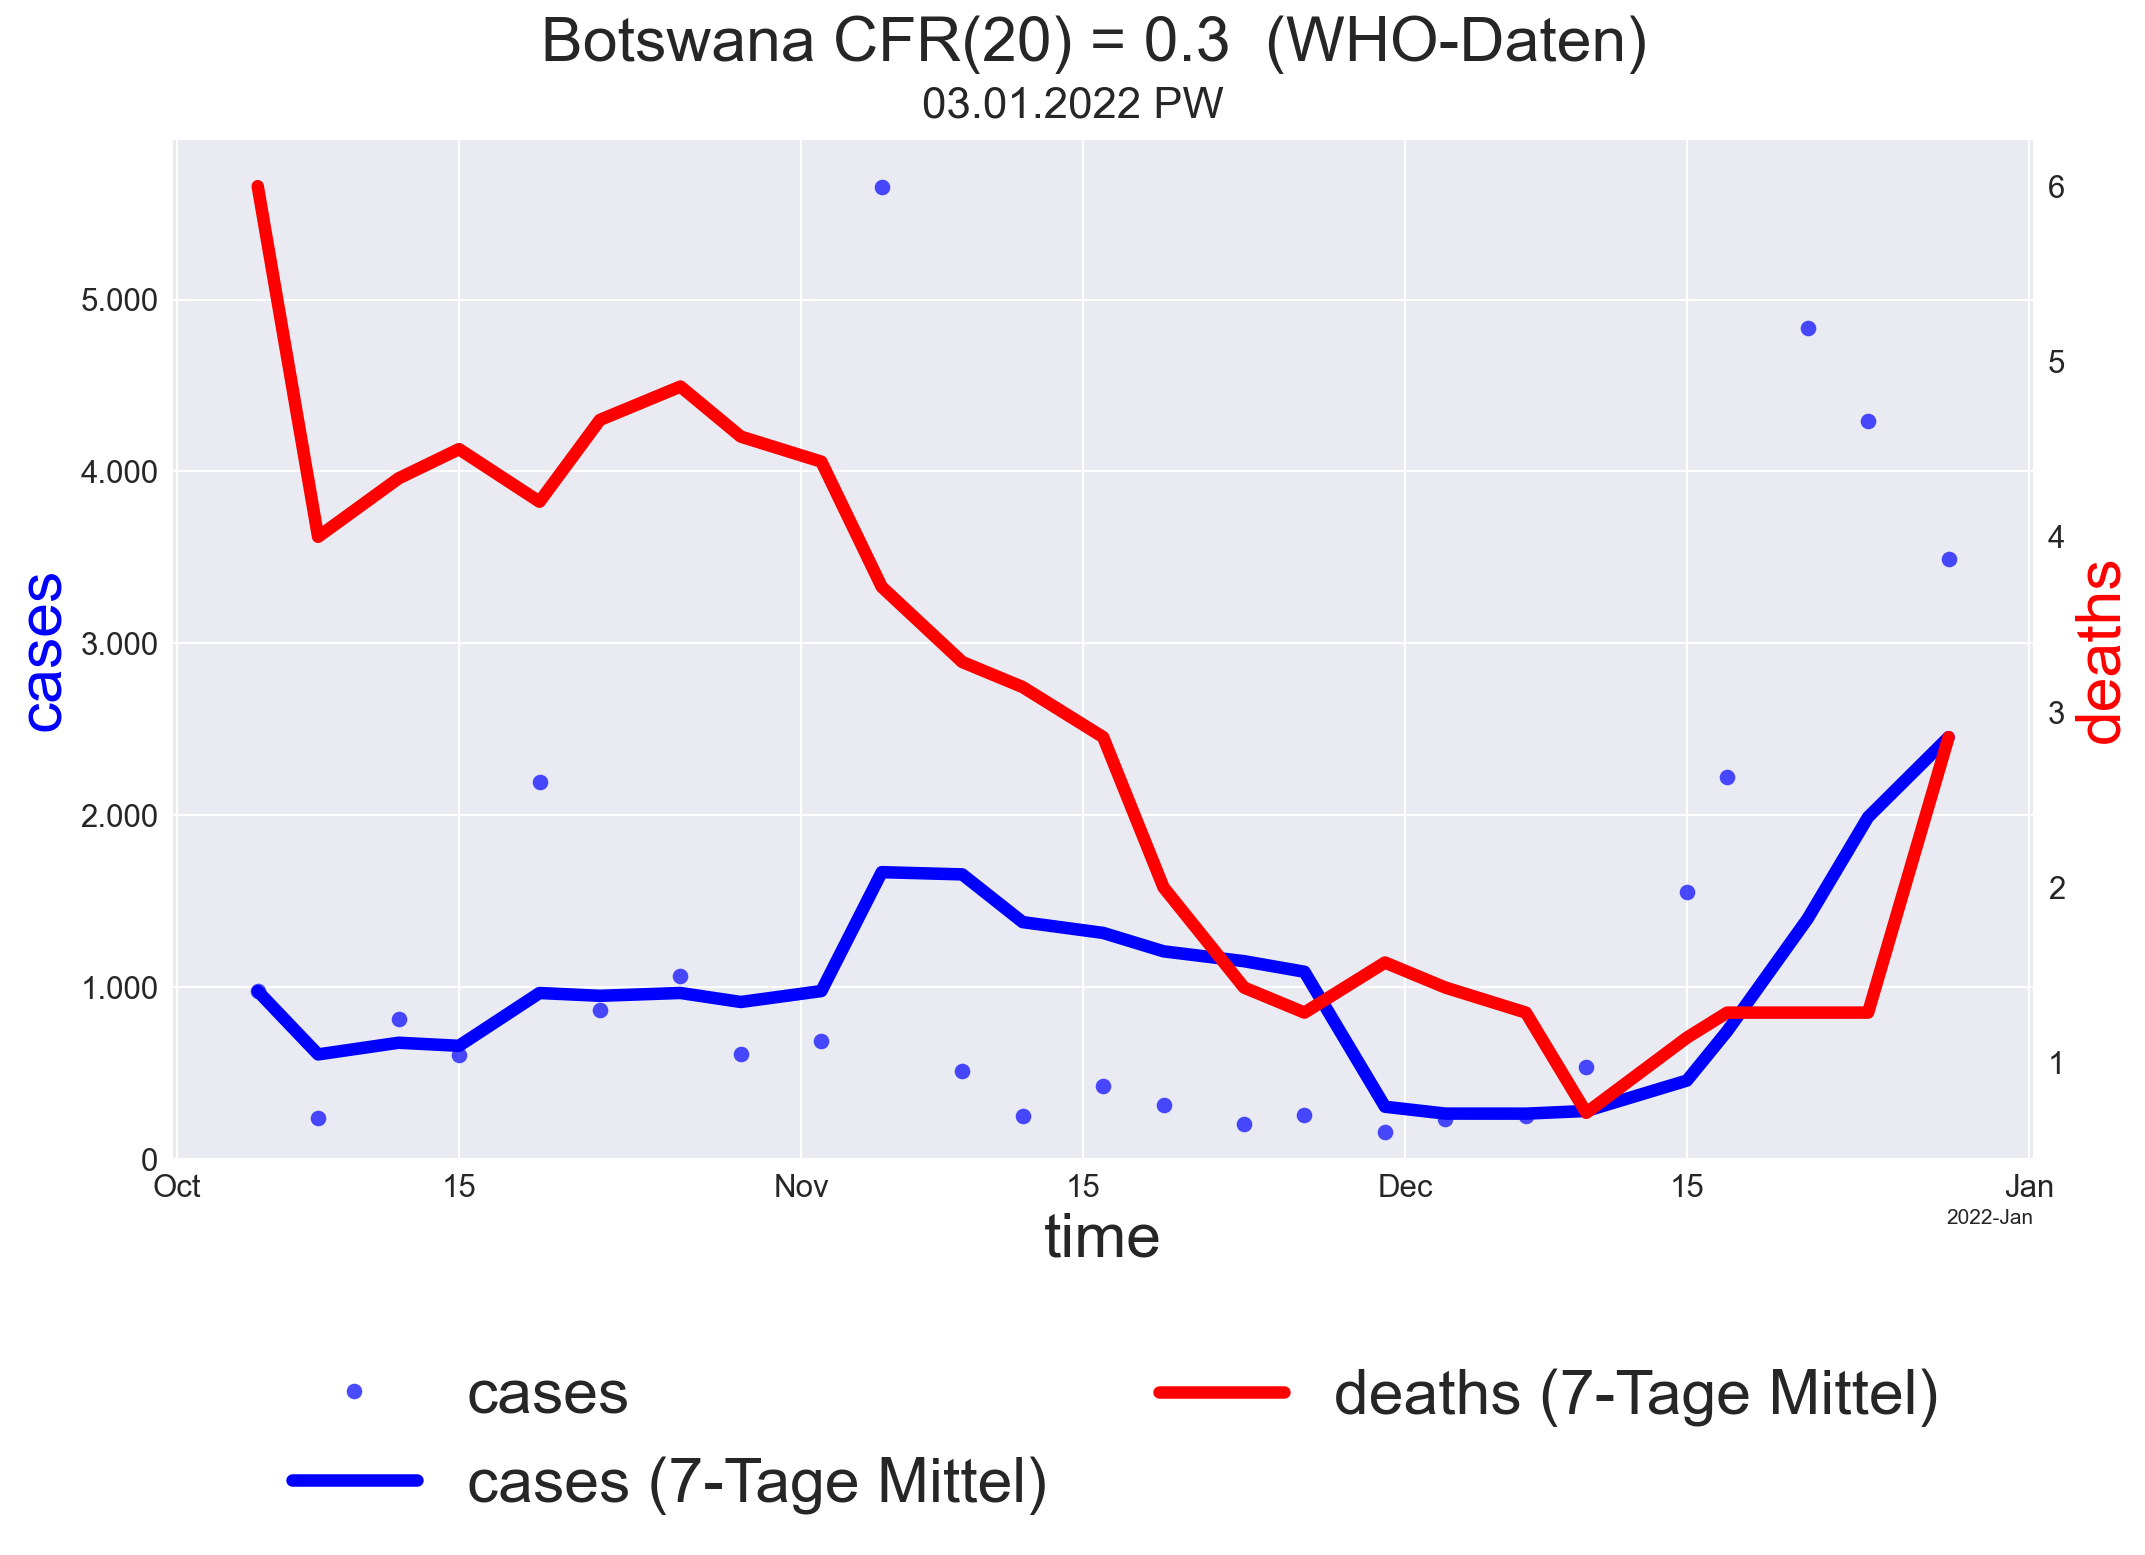 Botswana CFR(20) = 0.3  (WHO-Daten)
03.01.2022 PW
cases
5.000
4.000
3.000
2.000
1.000
0
6
5
4
3
2
1
deaths
Oct 15 Nov 15 Dec 15 Jan
2022-Jan
time
cases
cases (7-Tage Mittel)
deaths (7-Tage Mittel)